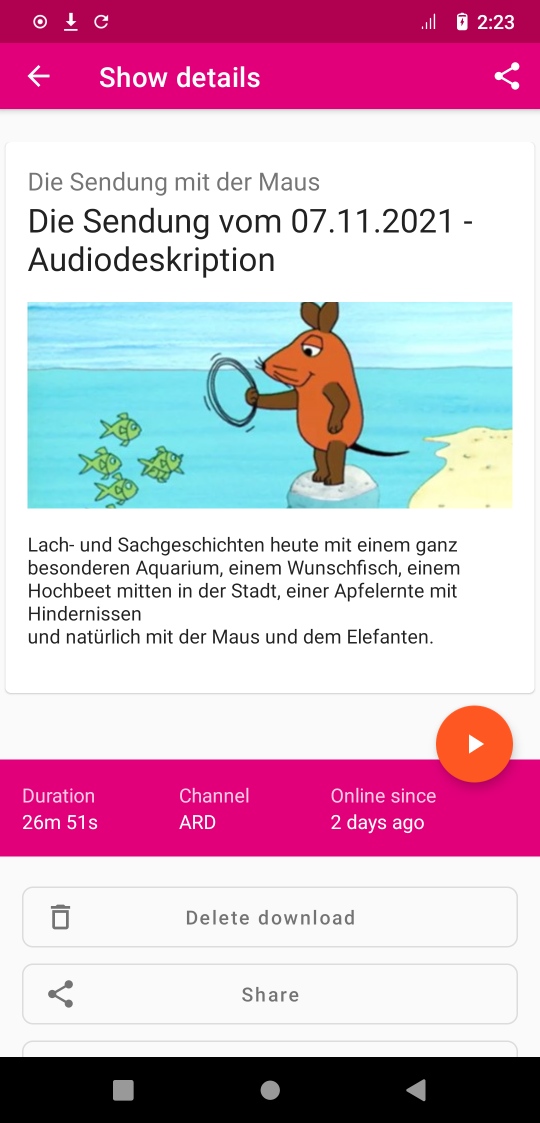 2:23
Show details
Die Sendung mit der Maus
Die Sendung vom 07.11.2021 -
Audiodeskription
Lach- und Sachgeschichten heute mit einem ganz
besonderen Aquarium, einem Wunschfisch, einem
Hochbeet mitten in der Stadt, einer Apfelernte mit
Hindernissen
und natürlich mit der Maus und dem Elefanten.
Duration Channel Online since
26m 51s ARD 2 days ago
Delete download
Share